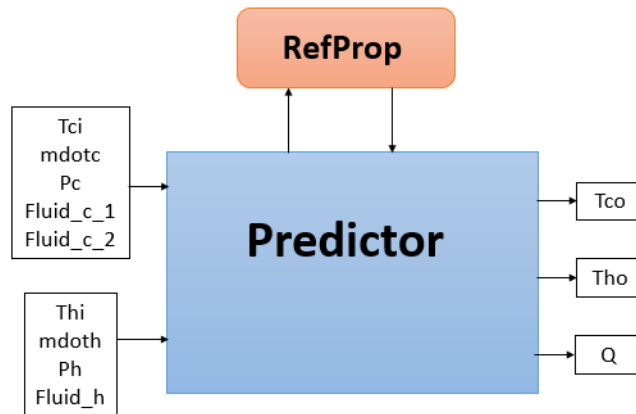 RefProp
Tci
mdotc
Pc
Fluid_c_1
Fluid_c_2
Predictor
Thi
mdoth
Ph
Fluid_h
Tco
Tho
Q